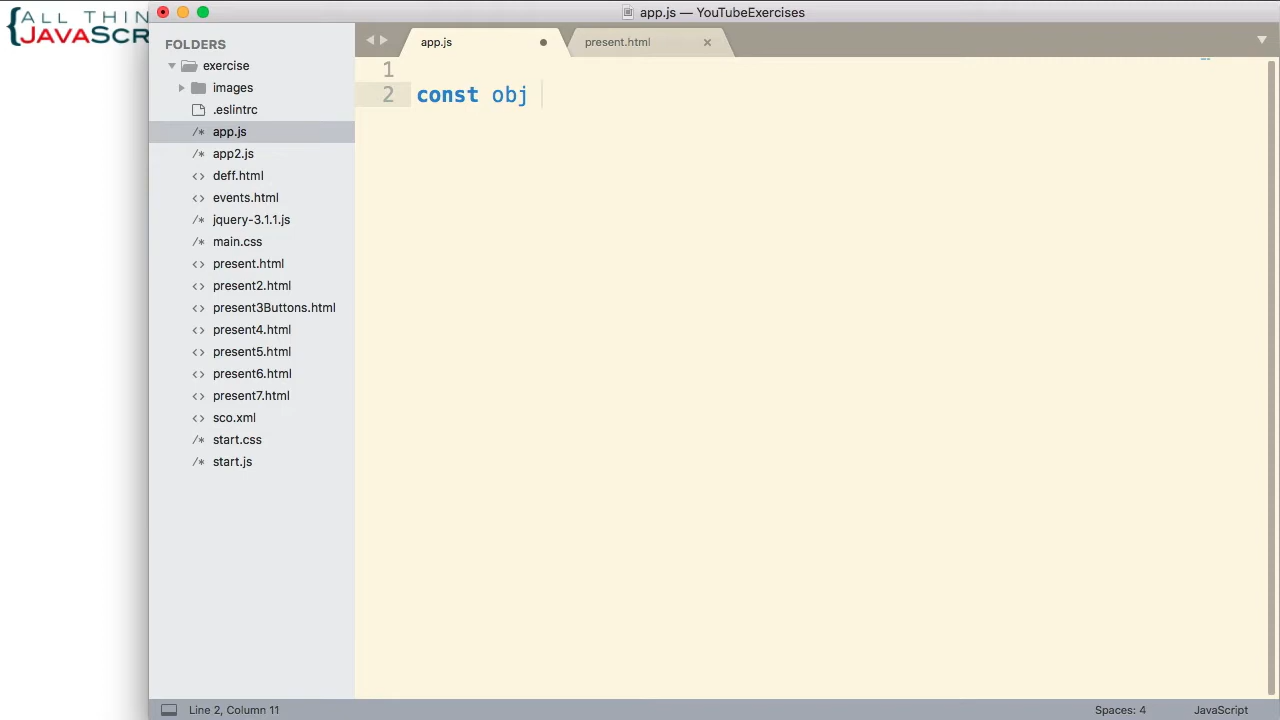 {ALL THIN
JAVASCR
app.js — YouTubeExercises
FOLDERS
exercise
images
.eslintrc
/* app.js
/* app2.js
<> deff.html
<> events.html
/* jquery-3.1.1.js
/* main.css
<> present.html
<> present2.html
<> present3Buttons.html
<> present4.html
<> present5.html
<> present6.html
<> present7.html
<> sco.xml
/* start.css
/* start.js
app.js
present.html
1
2 const obj
Line 2, Column 11
Spaces: 4
JavaScript